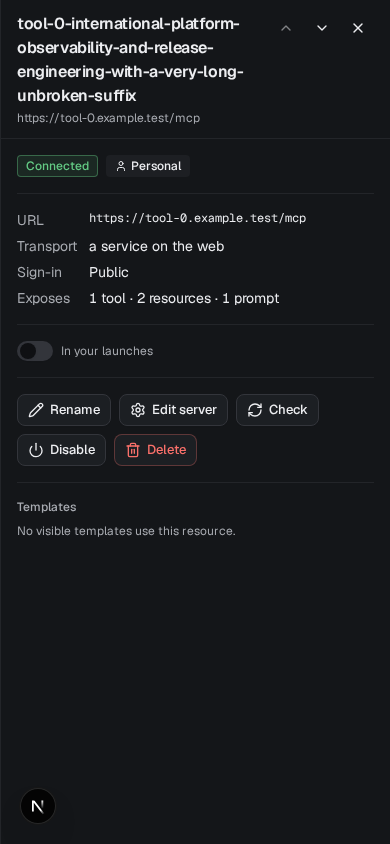 tool-0-international-platform-
observability-and-release-
engineering-with-a-very-long-
unbroken-suffix
https://tool-0.example.test/mcp
Connected
Personal
URL https://tool-0.example.test/mcp
Transport a service on the web
Sign-in Public
Exposes 1 tool · 2 resources · 1 prompt
In your launches
Rename Edit server Check
Disable Delete
Templates
No visible templates use this resource.
N